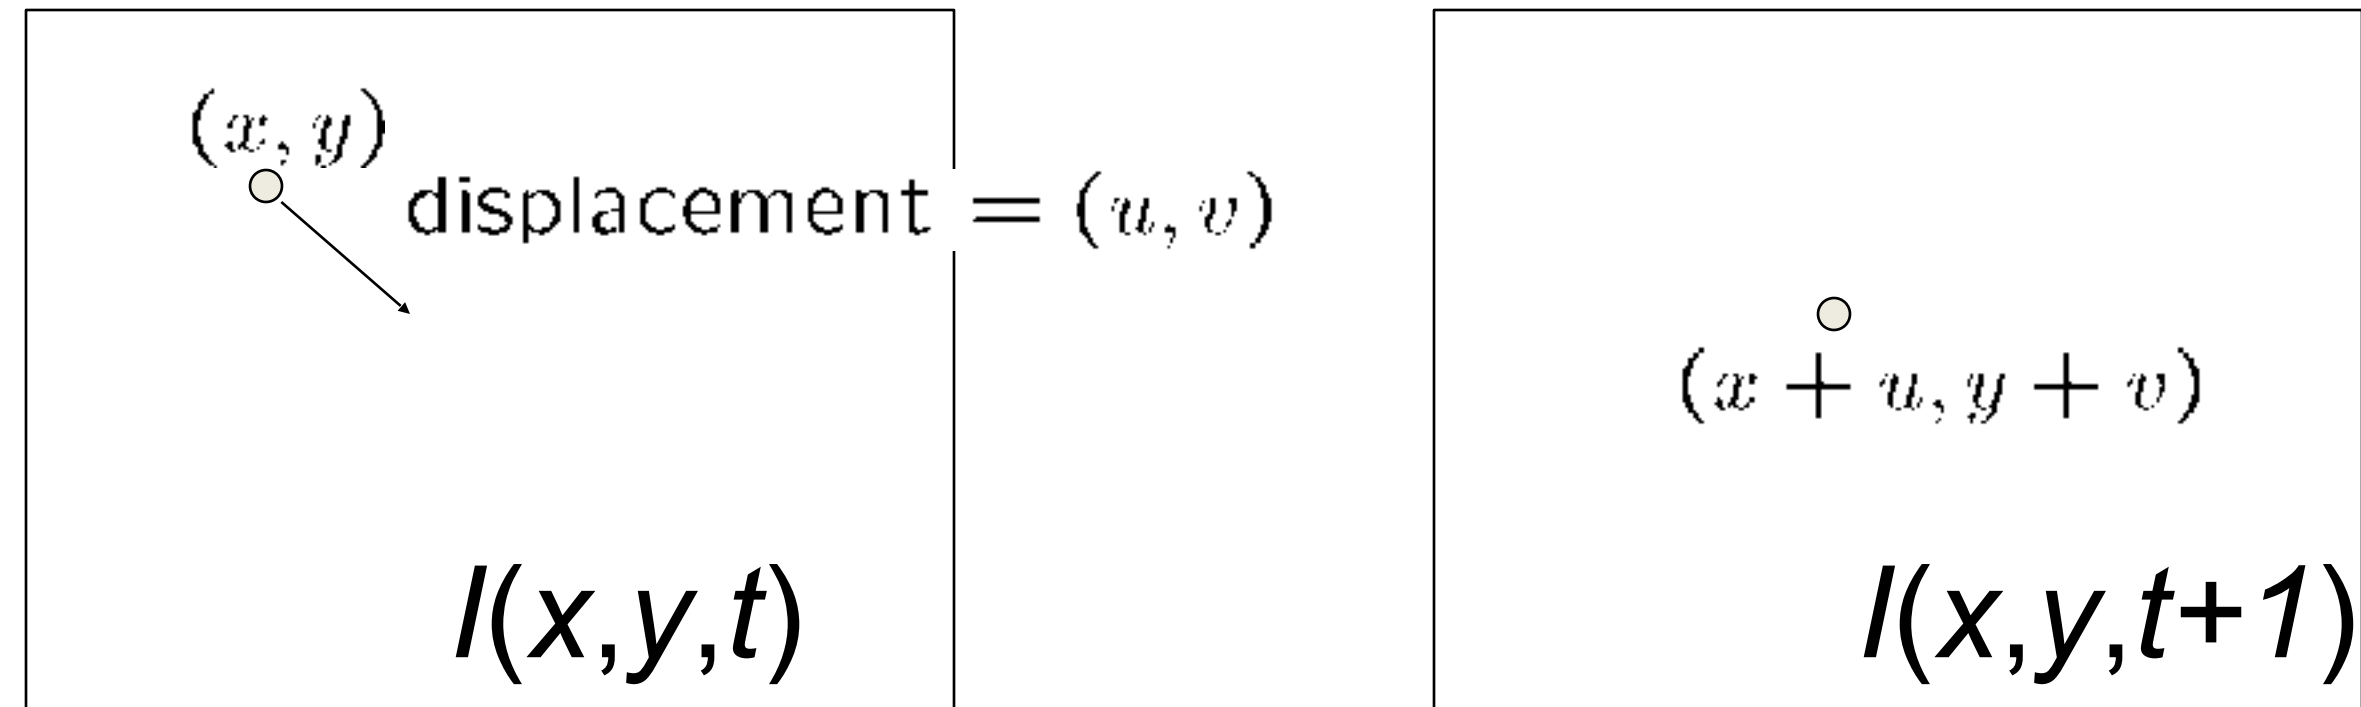 (x, y)
displacement = (u, v)
(x + u, y + v)
I(x,y,t)
I(x,y,t+1)